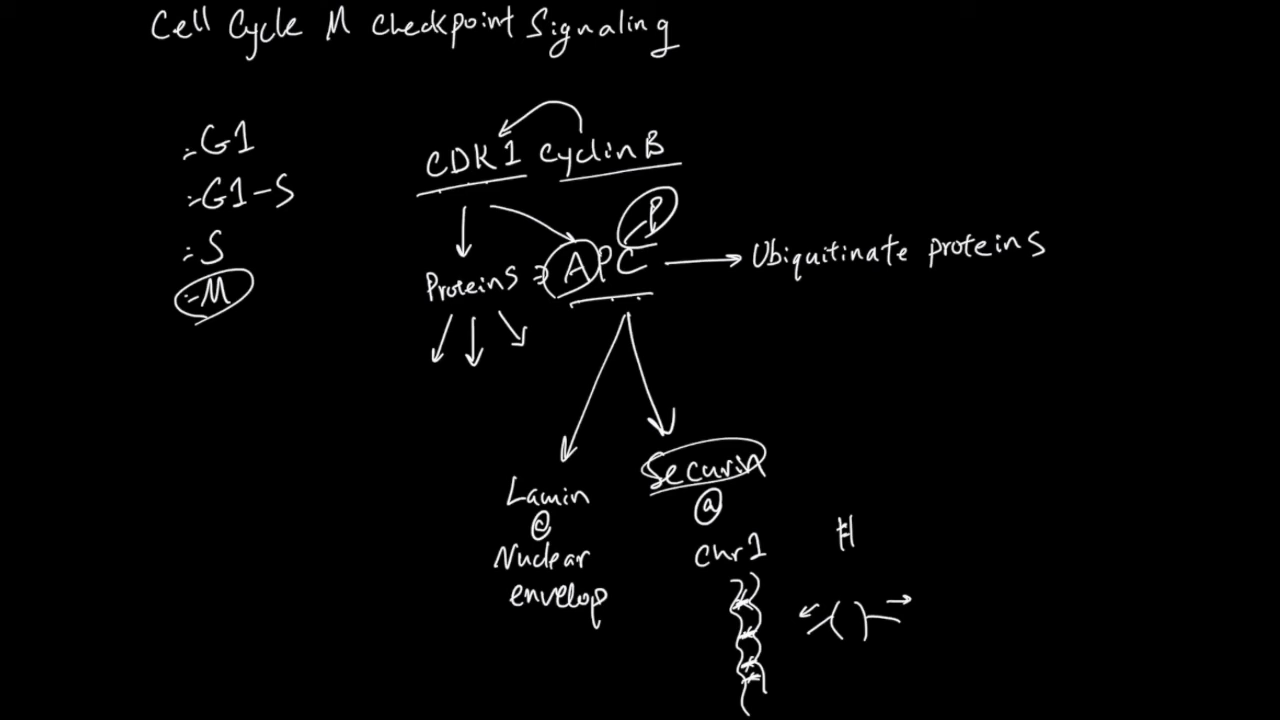 Cell Cycle M Checkpoint Signaling
:- G1
:- G1-S
:- S
:- M
CDK1 CyclinB
P
Proteins :) APC → Ubiquitinate proteins
Lamin
@
Nuclear
envelop
Securin
@
chr1